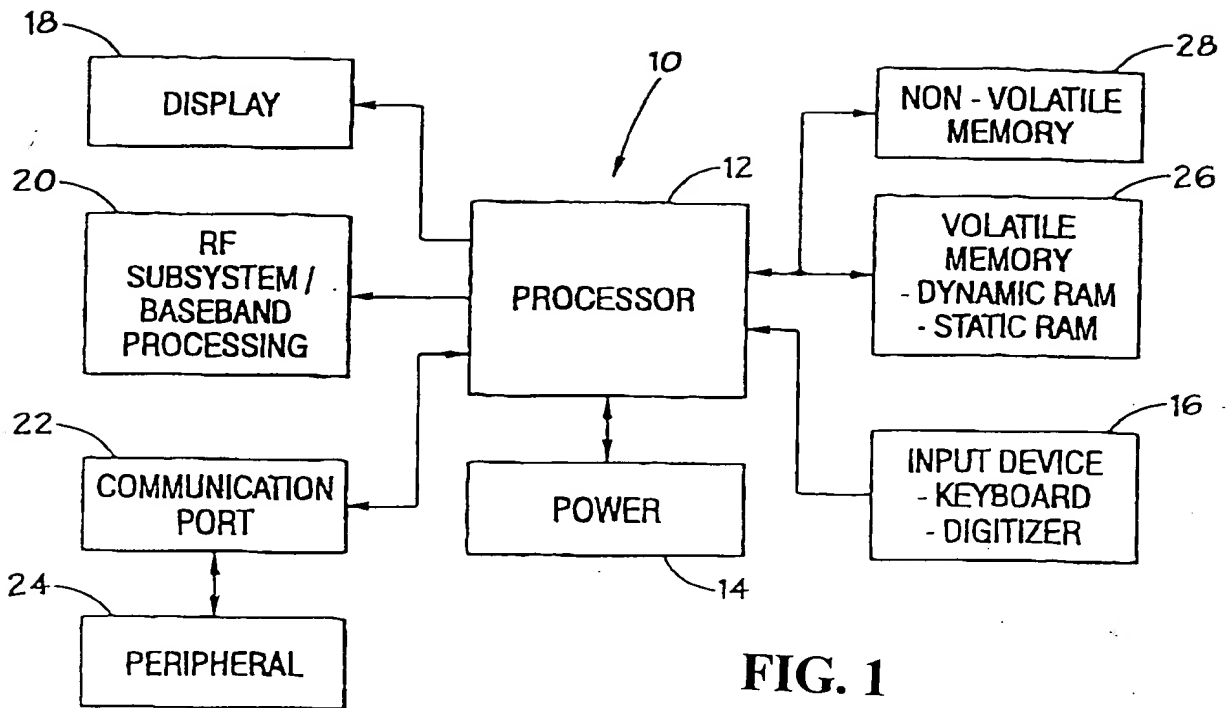 18
DISPLAY
20
RF
SUBSYSTEM /
BASEBAND
PROCESSING
22
COMMUNICATION
PORT
24
PERIPHERAL
10
12
PROCESSOR
POWER
14
28
NON - VOLATILE
MEMORY
26
VOLATILE
MEMORY
- DYNAMIC RAM
- STATIC RAM
16
INPUT DEVICE
- KEYBOARD
- DIGITIZER
FIG. 1